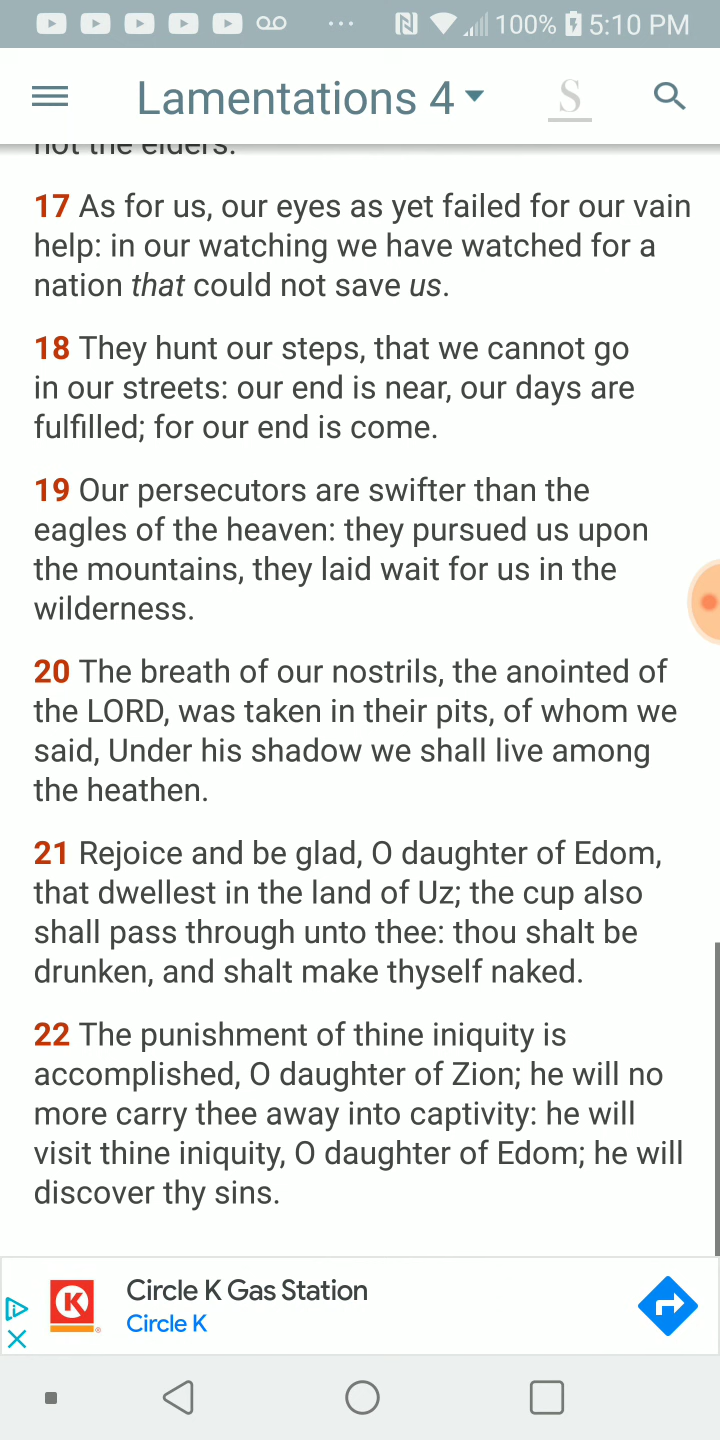 100% 5:10 PM
Lamentations 4 S
not the elders.
17 As for us, our eyes as yet failed for our vain
help: in our watching we have watched for a
nation that could not save us.
18 They hunt our steps, that we cannot go
in our streets: our end is near, our days are
fulfilled; for our end is come.
19 Our persecutors are swifter than the
eagles of the heaven: they pursued us upon
the mountains, they laid wait for us in the
wilderness.
20 The breath of our nostrils, the anointed of
the LORD, was taken in their pits, of whom we
said, Under his shadow we shall live among
the heathen.
21 Rejoice and be glad, O daughter of Edom,
that dwellest in the land of Uz; the cup also
shall pass through unto thee: thou shalt be
drunken, and shalt make thyself naked.
22 The punishment of thine iniquity is
accomplished, O daughter of Zion; he will no
more carry thee away into captivity: he will
visit thine iniquity, O daughter of Edom; he will
discover thy sins.
K
Circle K Gas Station
Circle K